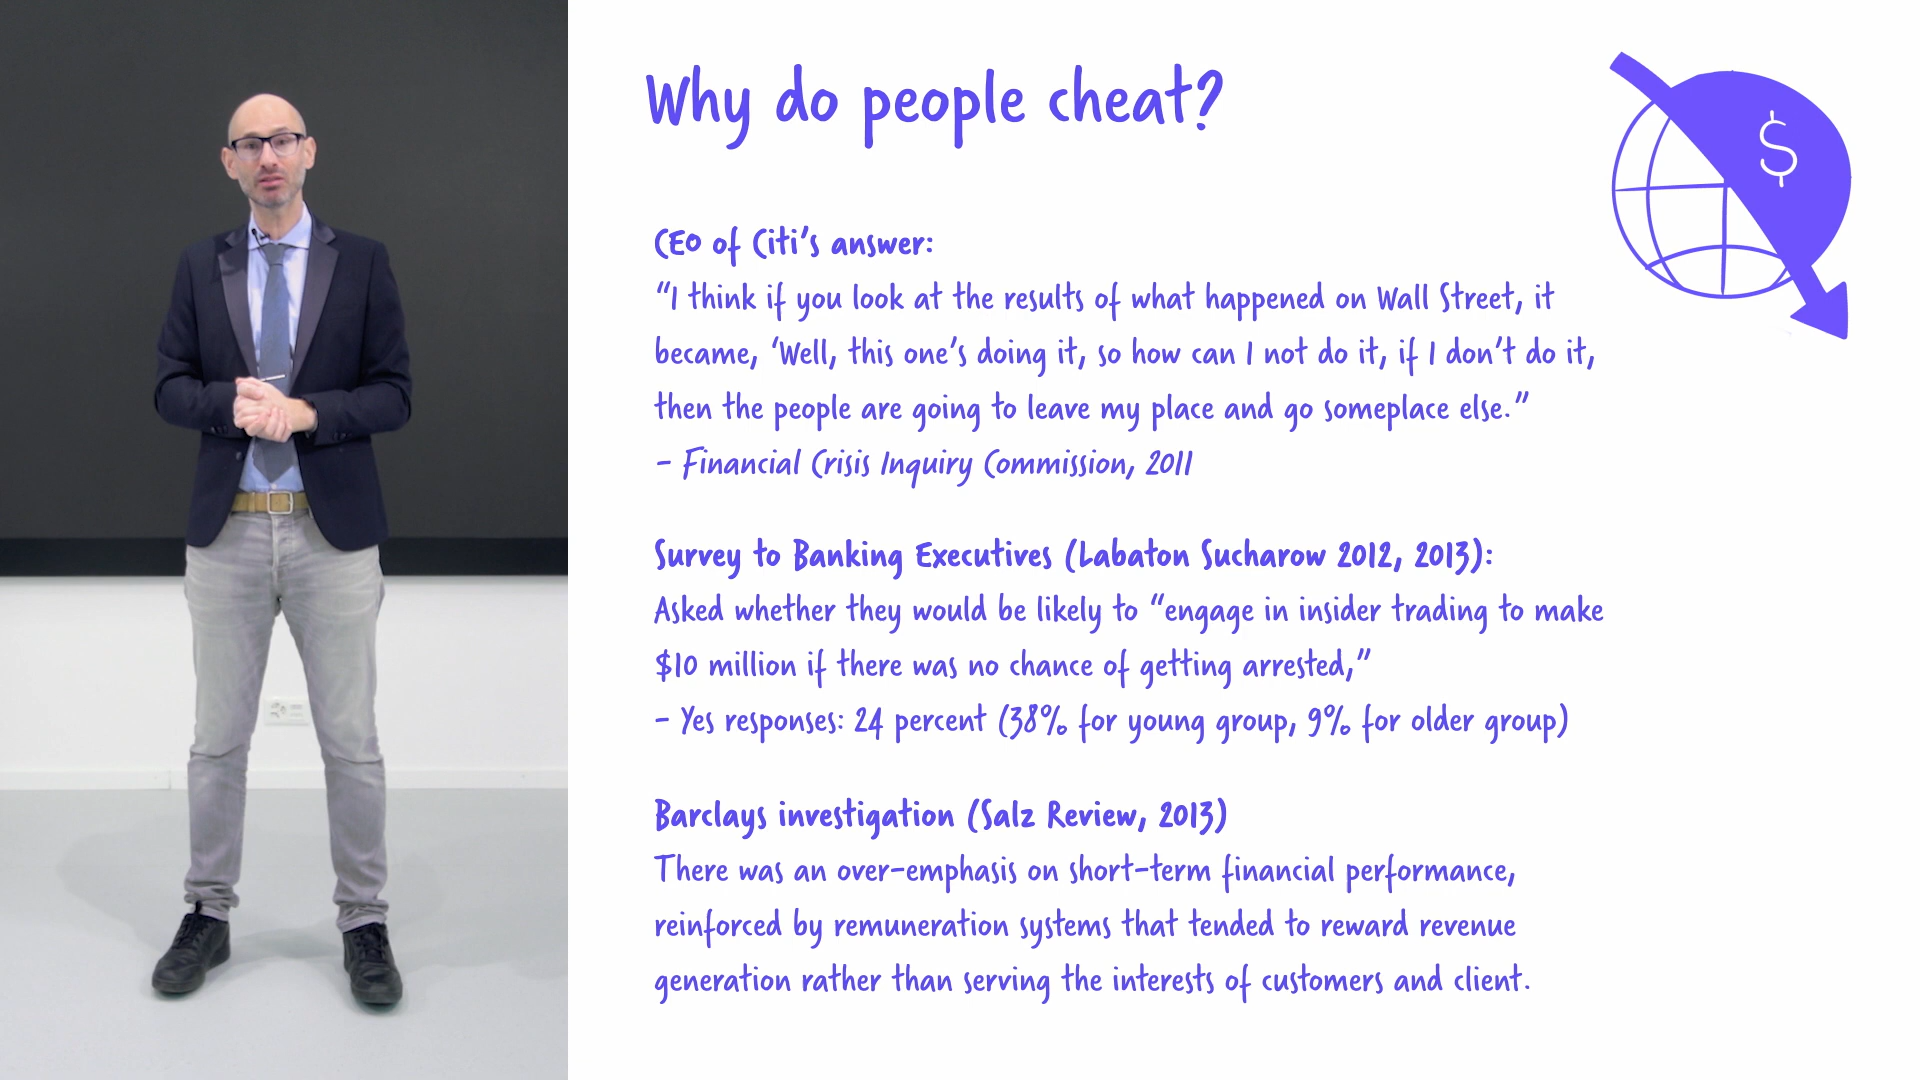 Why do people cheat?
$
CEO of Citi's answer:
"I think if you look at the results of what happened on Wall Street, it
became, 'Well, this one's doing it, so how can I not do it, if I don't do it,
then the people are going to leave my place and go someplace else."
- Financial Crisis Inquiry Commission, 2011
Survey to Banking Executives (Labaton Sucharow 2012, 2013):
Asked whether they would be likely to "engage in insider trading to make
$10 million if there was no chance of getting arrested,"
- Yes responses: 24 percent (38% for young group, 9% for older group)
Barclays investigation (Salz Review, 2013)
There was an over-emphasis on short-term financial performance,
reinforced by remuneration systems that tended to reward revenue
generation rather than serving the interests of customers and client.